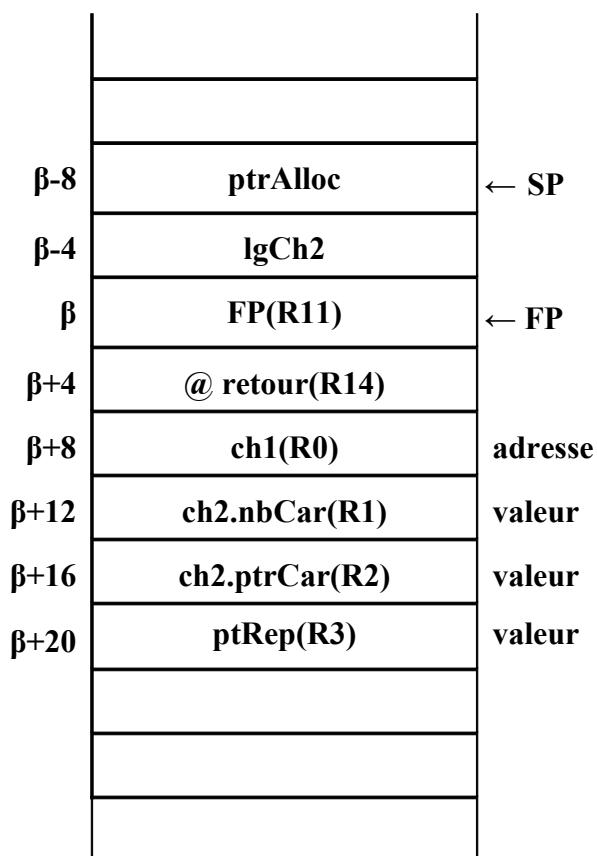 β-8 ptrAlloc ← SP
β-4 lgCh2
β FP(R11) ← FP
β+4 @ retour(R14)
β+8 ch1(R0) adresse
β+12 ch2.nbCar(R1) valeur
β+16 ch2.ptrCar(R2) valeur
β+20 ptRep(R3) valeur